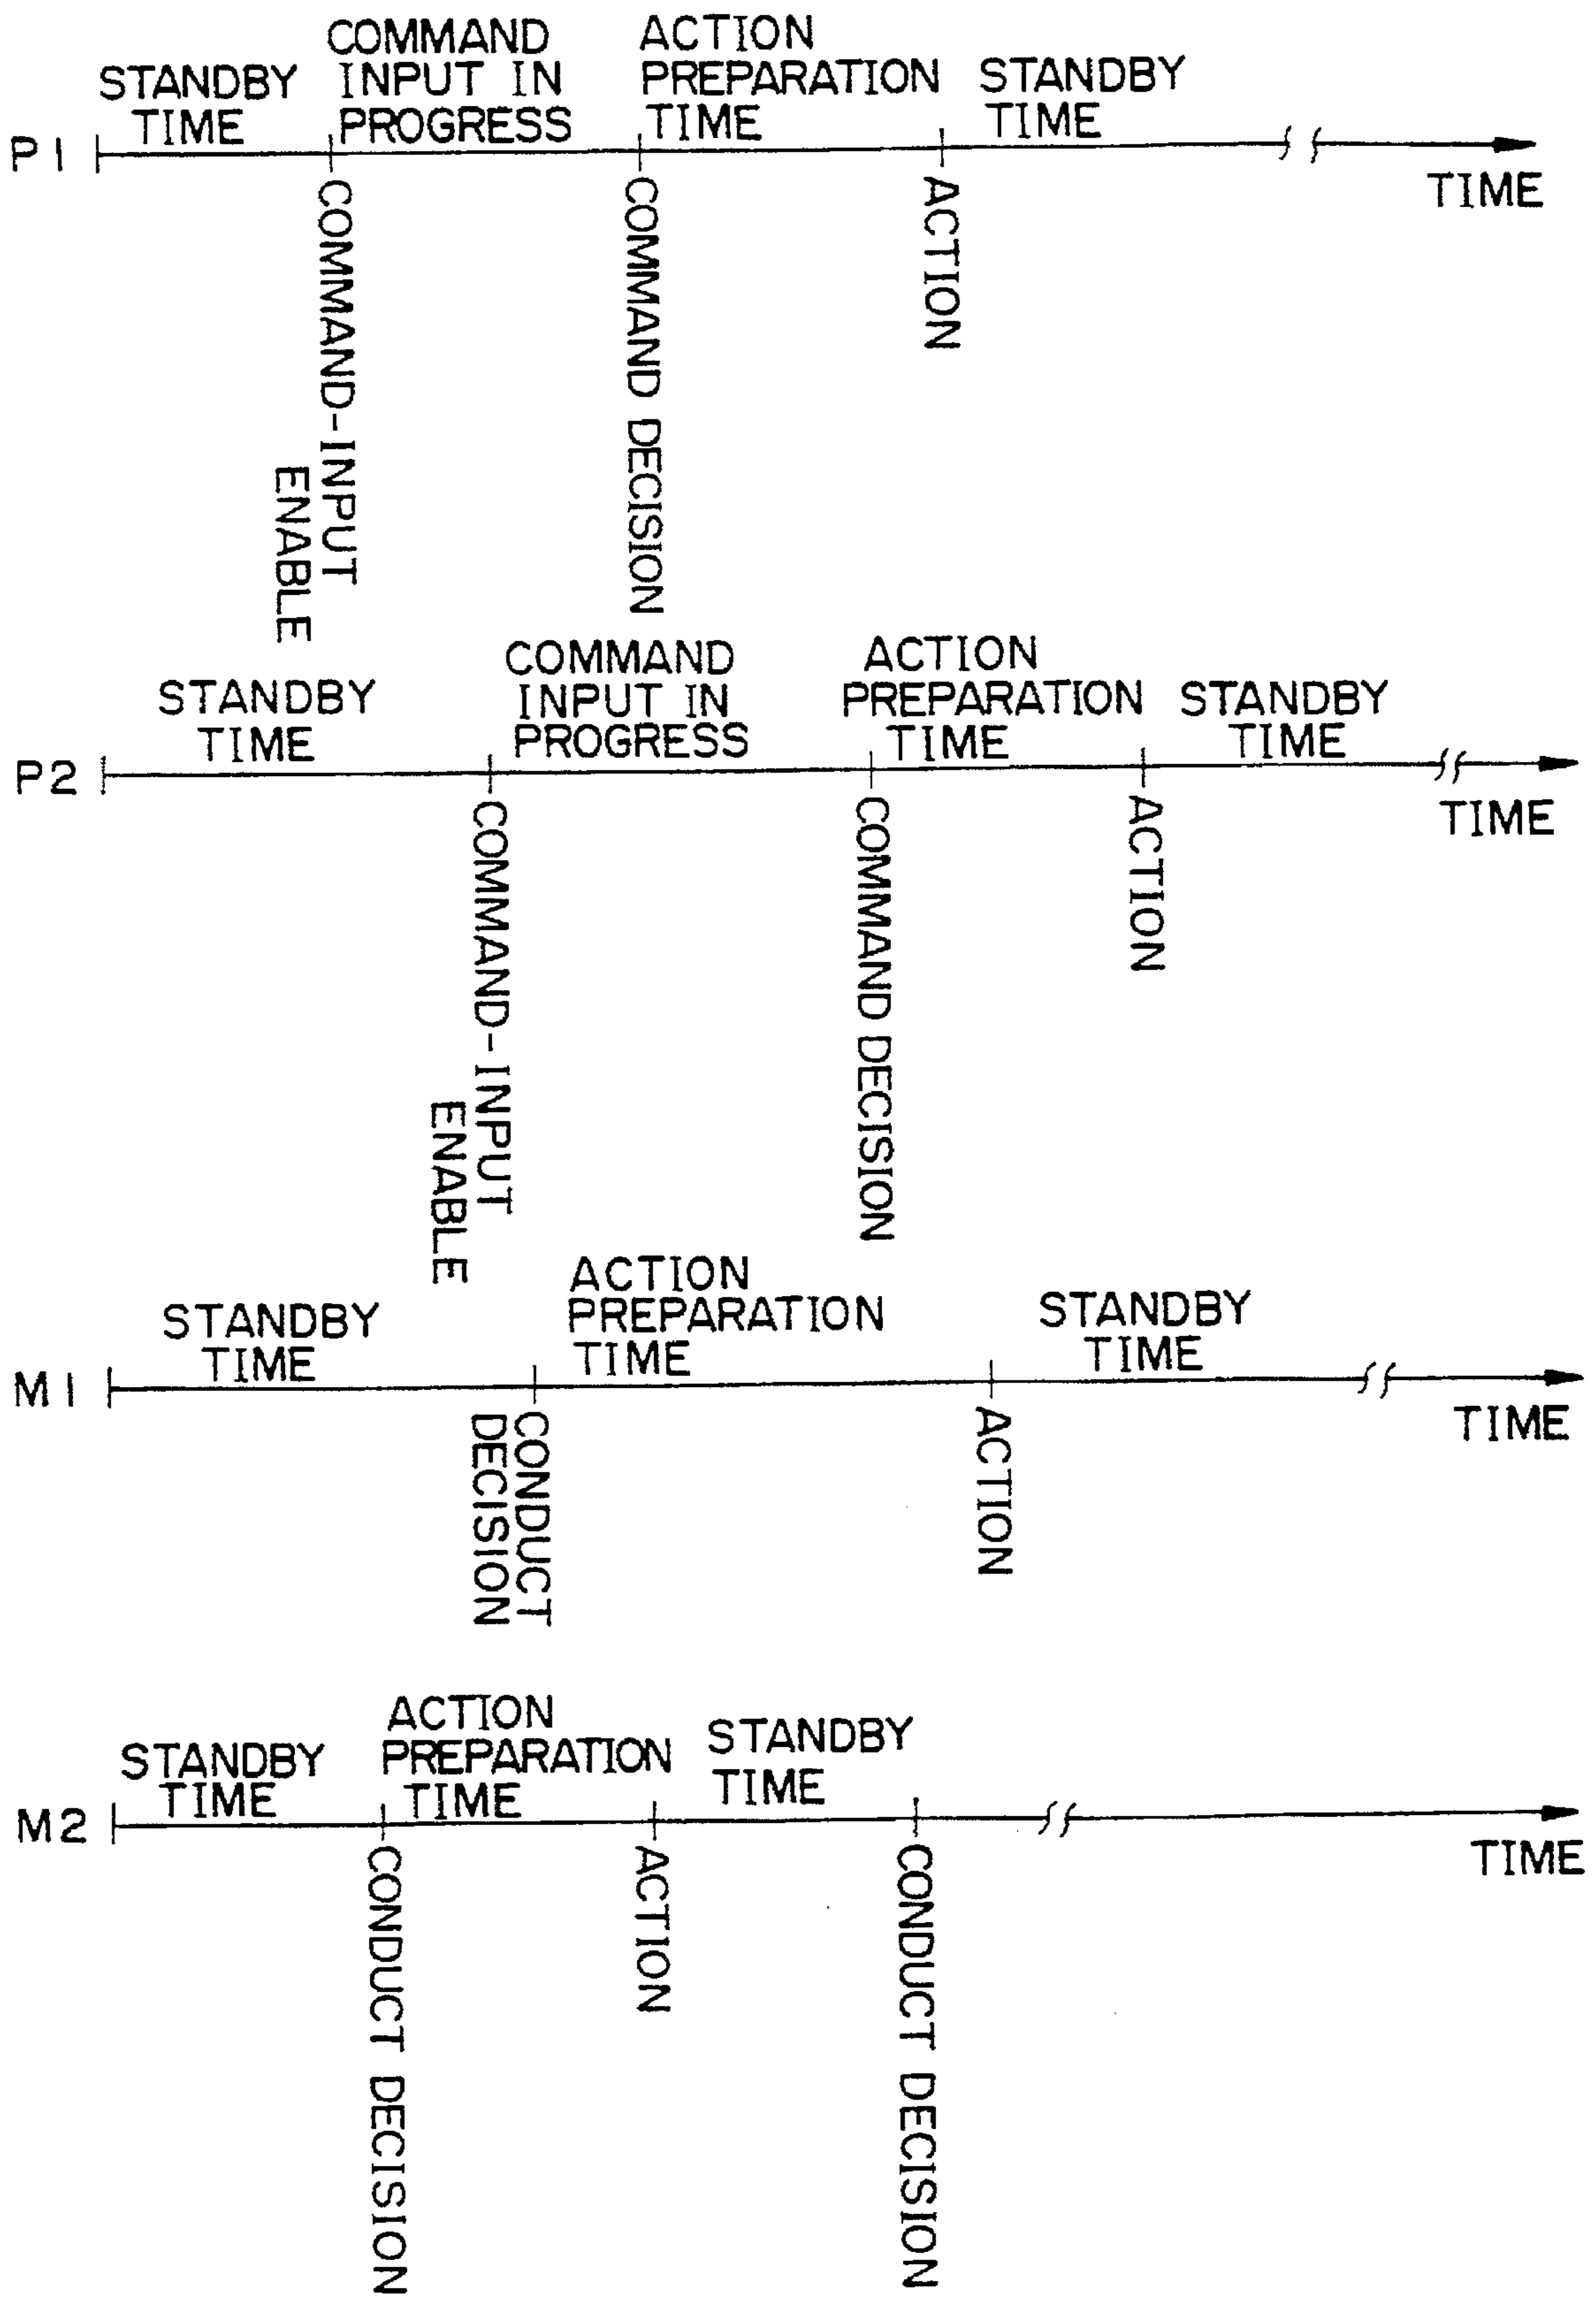 STANDBY
TIME
COMMAND
INPUT IN
PROGRESS
ACTION
PREPARATION
TIME
STANDBY
TIME
P1
TIME
COMMAND-INPUT
ENABLE
COMMAND DECISION
ACTION
STANDBY
TIME
COMMAND
INPUT IN
PROGRESS
ACTION
PREPARATION
TIME
STANDBY
TIME
P2
TIME
COMMAND-INPUT
ENABLE
COMMAND DECISION
ACTION
STANDBY
TIME
ACTION
PREPARATION
TIME
STANDBY
TIME
M1
TIME
CONDUCT
DECISION
ACTION
STANDBY
TIME
ACTION
PREPARATION
TIME
STANDBY
TIME
M2
TIME
CONDUCT DECISION
ACTION
CONDUCT DECISION